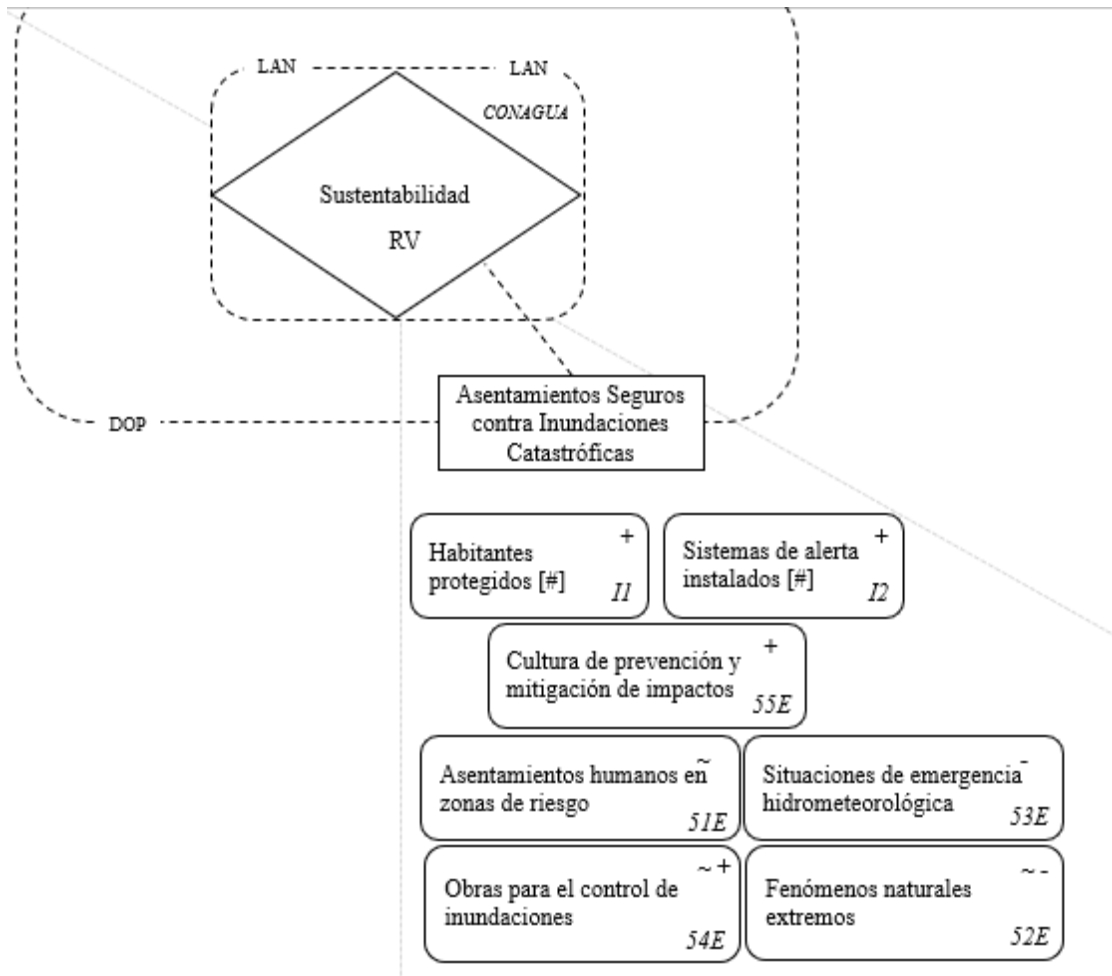 LAN
LAN
CONAGUA
Sustentabilidad
RV
DOP
Asentamientos Seguros
contra Inundaciones
Catastróficas
+
Habitantes
protegidos [#]
I1
+
Sistemas de alerta
instalados [#]
I2
+
Cultura de prevención y
mitigación de impactos
55E
~
Asentamientos humanos en
zonas de riesgo
51E
-
Situaciones de emergencia
hidrometeorológica
53E
~ +
Obras para el control de
inundaciones
54E
~ -
Fenómenos naturales
extremos
52E